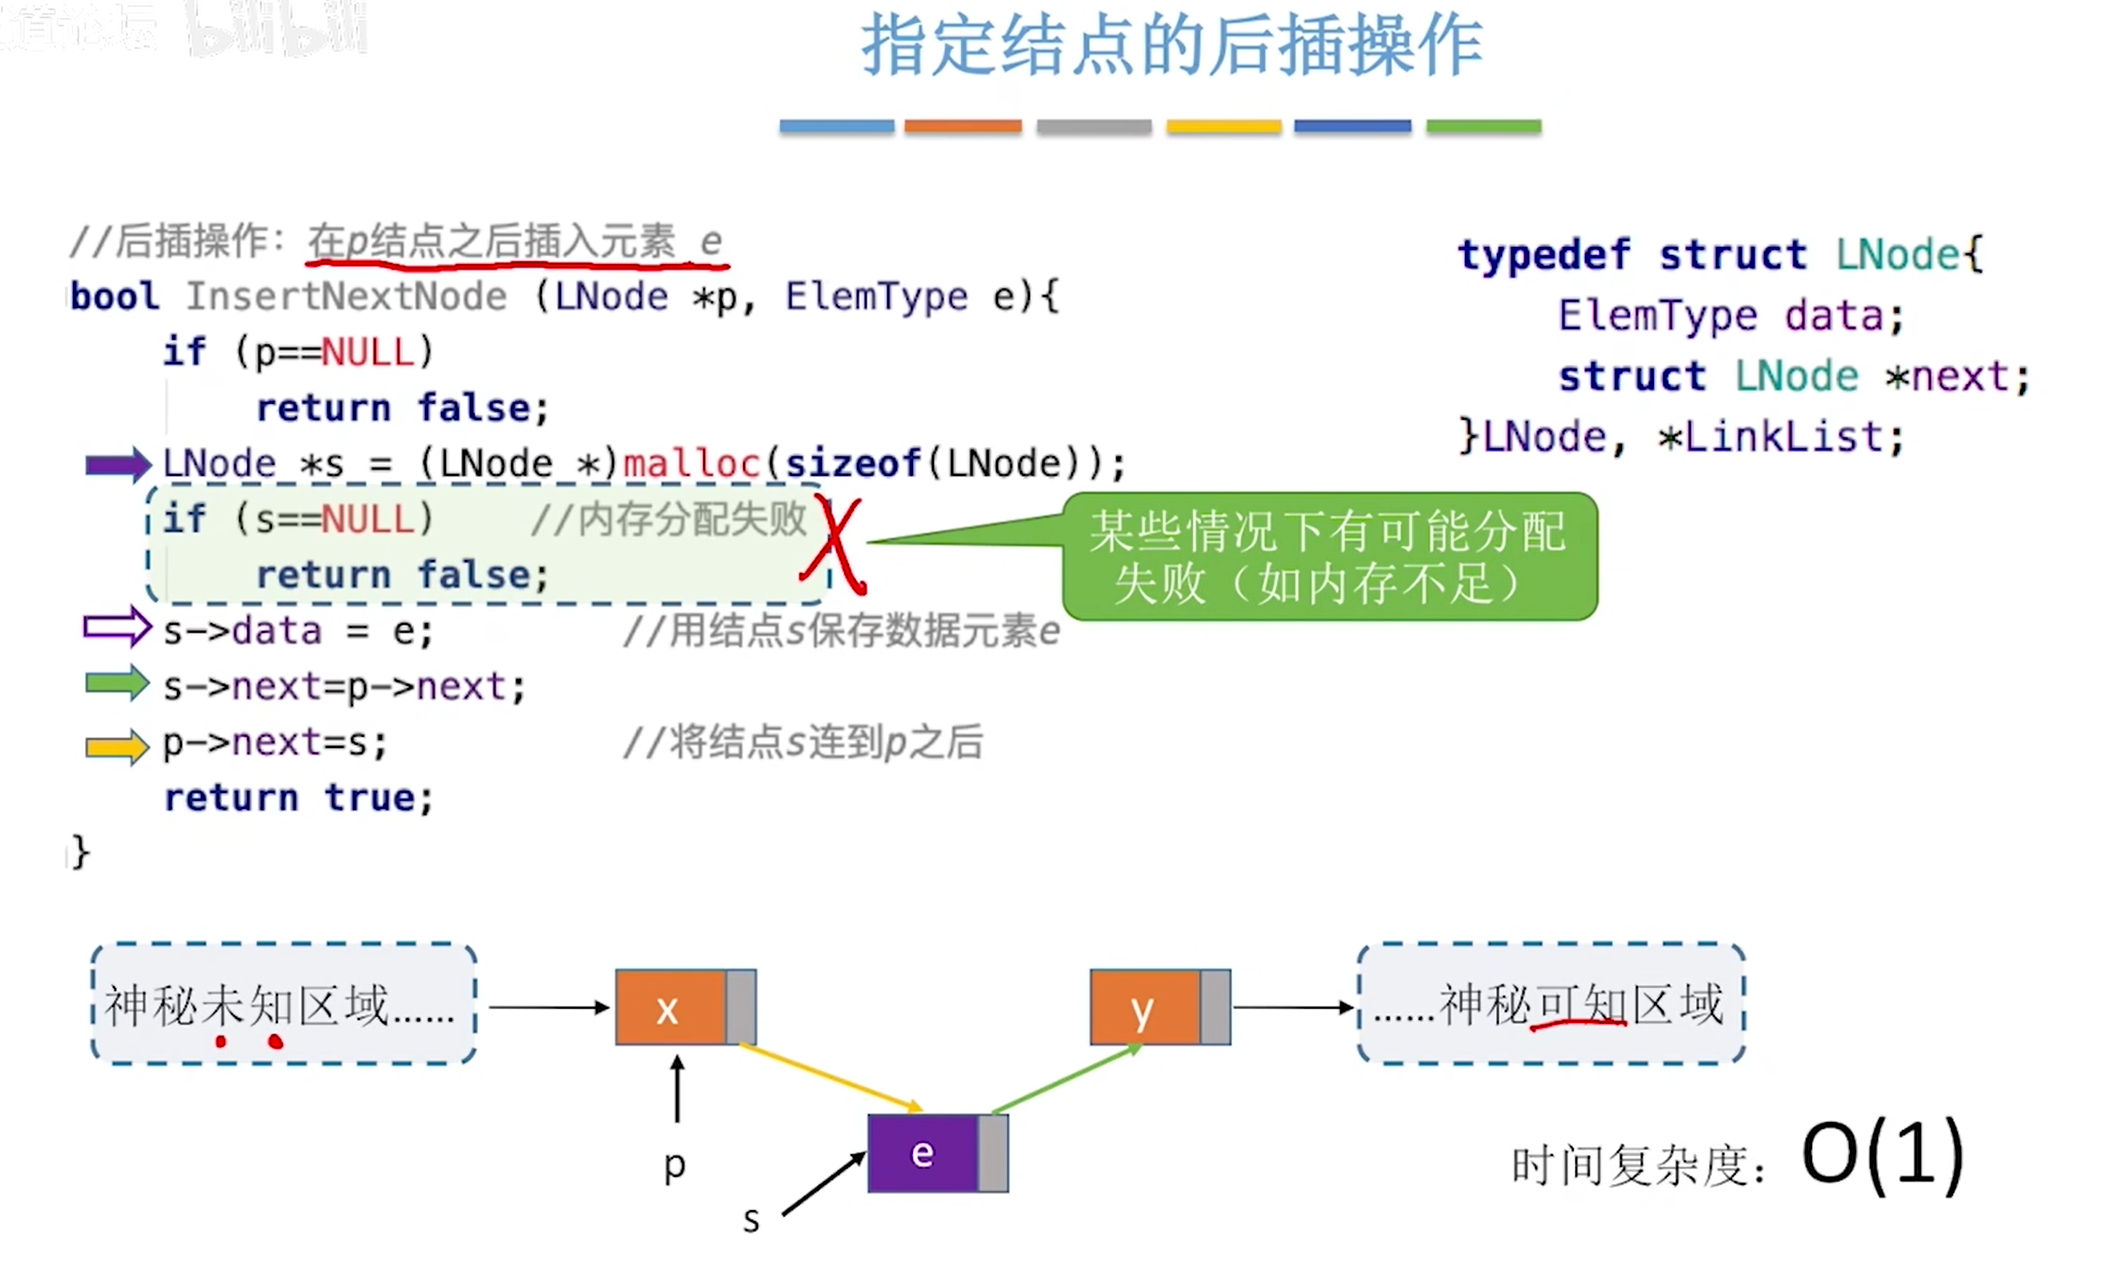 道论坛 bilibili
指定结点的后插操作
//后插操作：在p结点之后插入元素 e
bool InsertNextNode (LNode *p, ElemType e){
if (p==NULL)
return false;
LNode *s = (LNode *)malloc(sizeof(LNode));
if (s==NULL) //内存分配失败
return false;
s->data = e; //用结点s保存数据元素e
s->next=p->next;
p->next=s; //将结点s连到p之后
return true;
}
typedef struct LNode{
ElemType data;
struct LNode *next;
}LNode, *LinkList;
某些情况下有可能分配
失败（如内存不足）
神秘未知区域……
x
y
……神秘可知区域
p
e
s
时间复杂度：O(1)